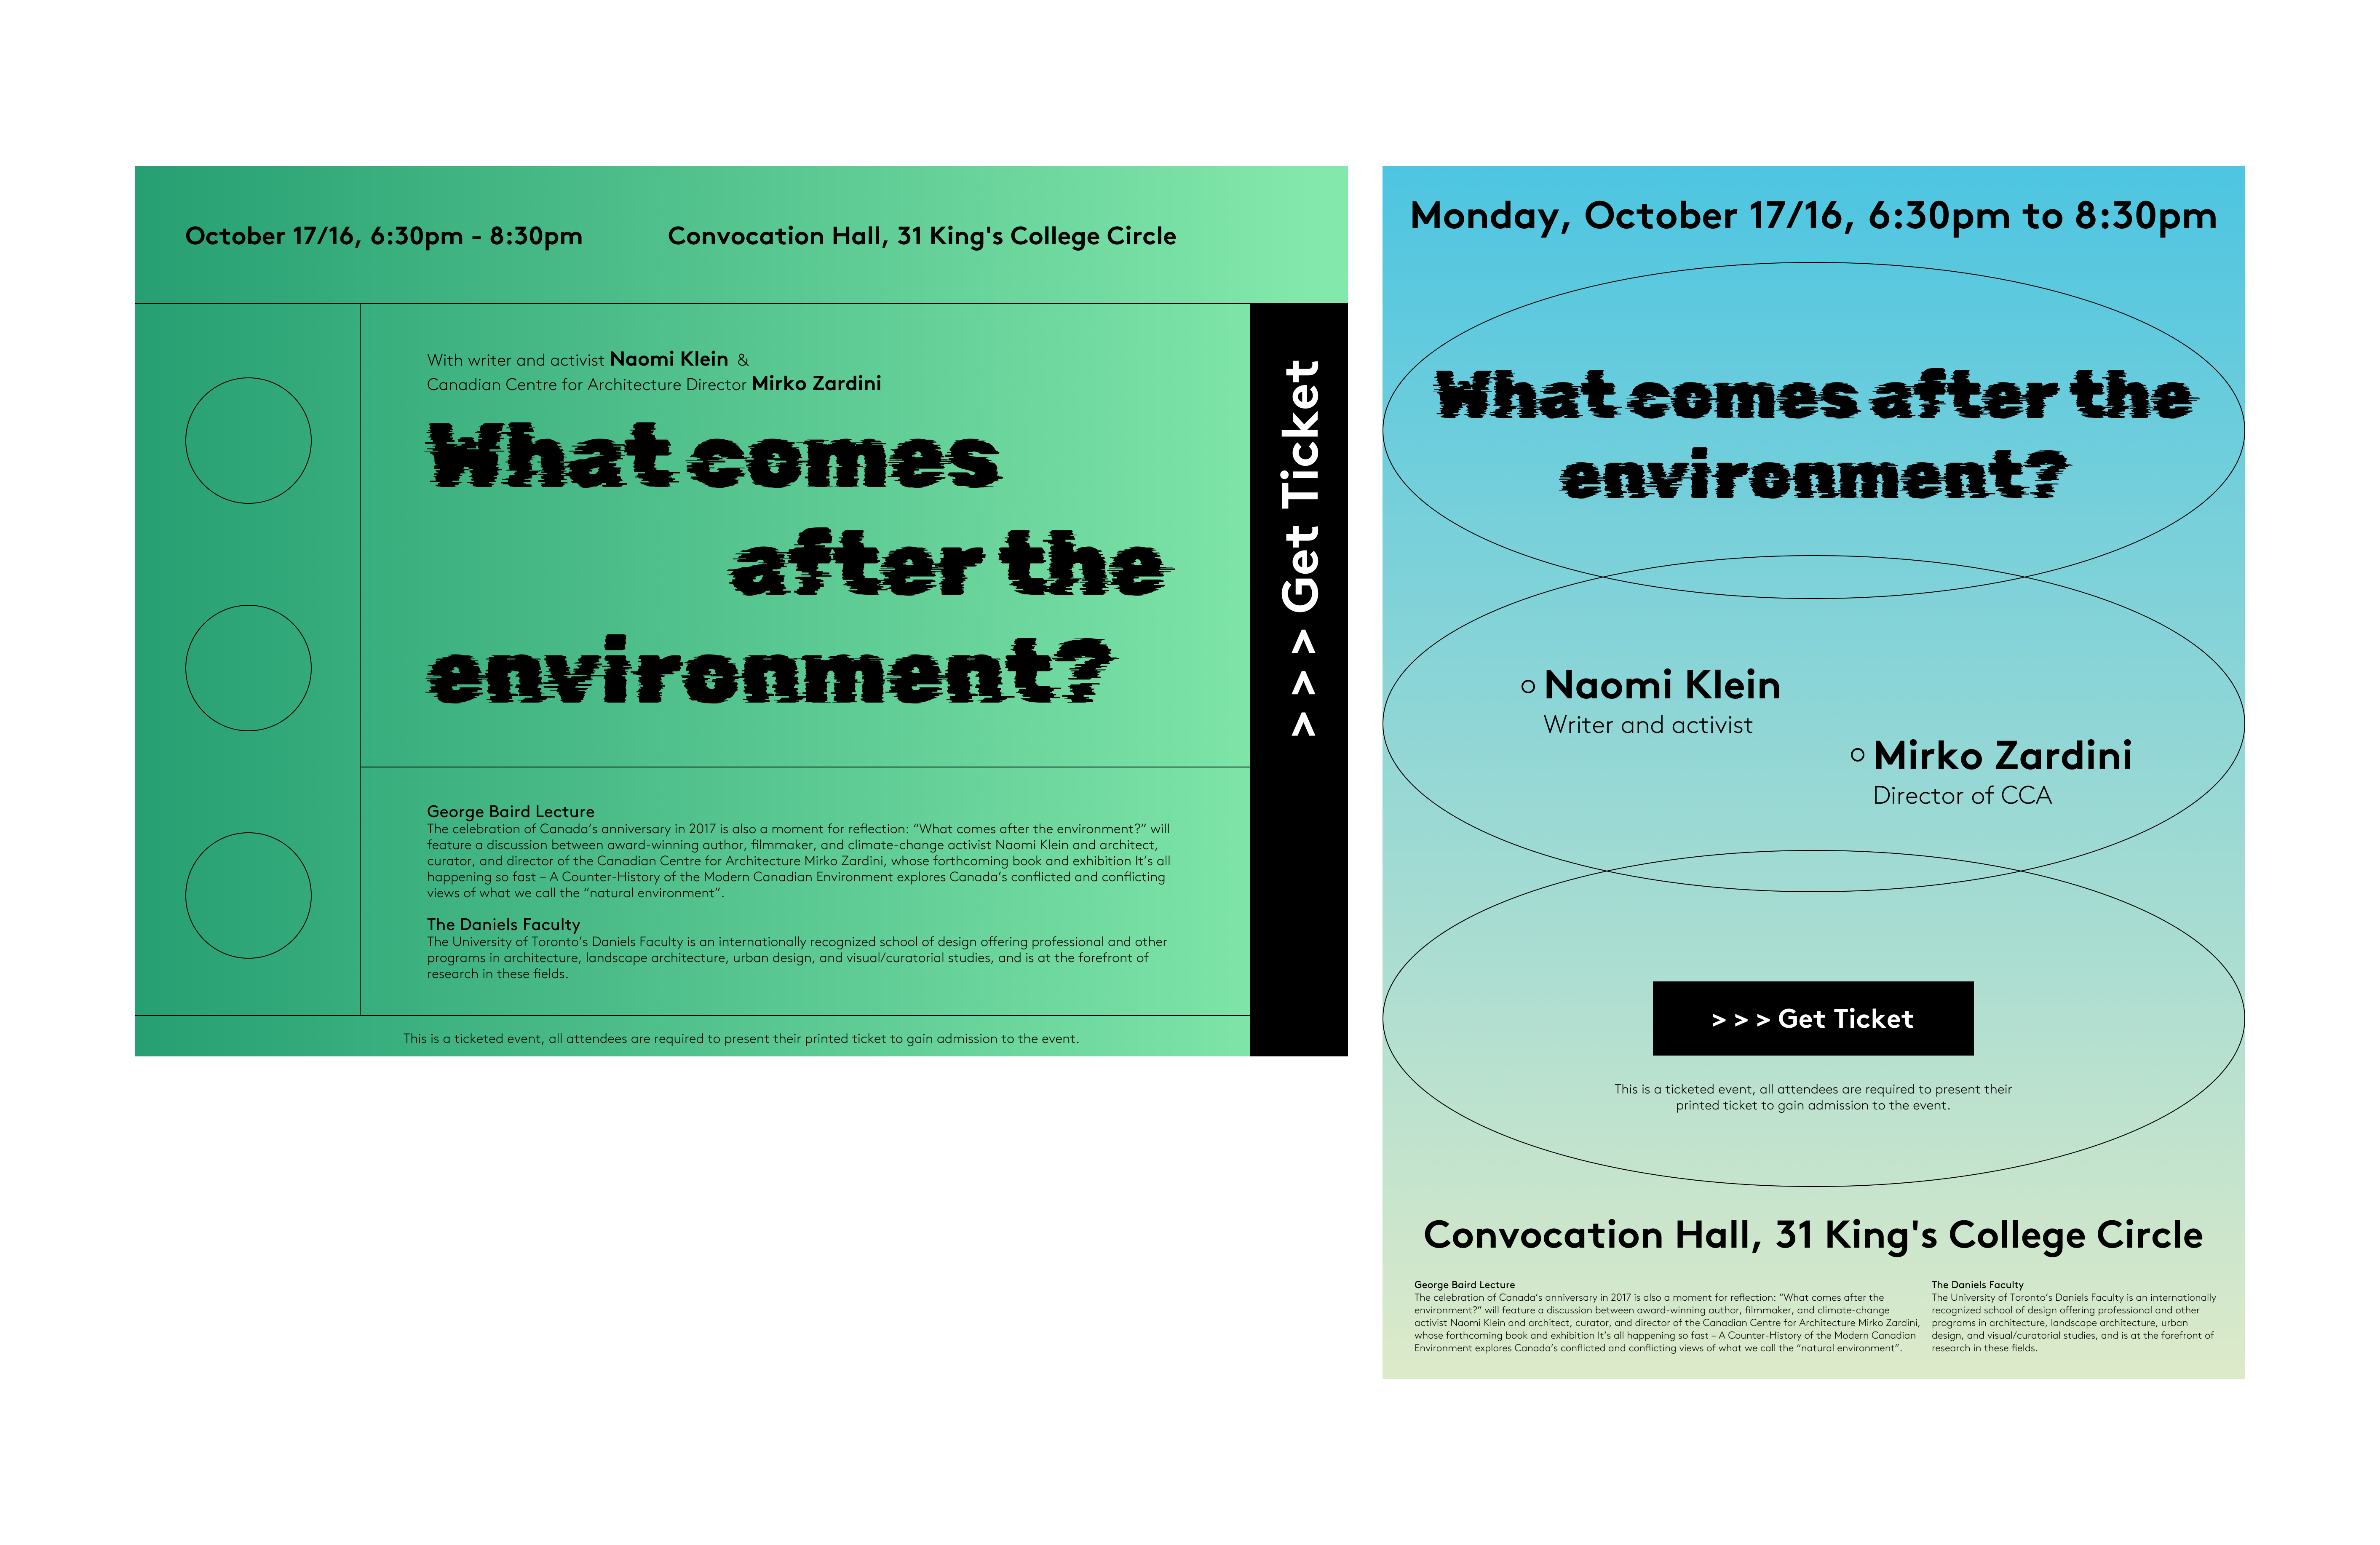 October 17/16, 6:30pm - 8:30pm
Convocation Hall, 31 King's College Circle
With writer and activist Naomi Klein &
Canadian Centre for Architecture Director Mirko Zardini
What comes
after the
environment?
> > > Get Ticket
George Baird Lecture
The celebration of Canada’s anniversary in 2017 is also a moment for reflection: “What comes after the environment?” will
feature a discussion between award-winning author, filmmaker, and climate-change activist Naomi Klein and architect,
curator, and director of the Canadian Centre for Architecture Mirko Zardini, whose forthcoming book and exhibition It’s all
happening so fast – A Counter-History of the Modern Canadian Environment explores Canada’s conflicted and conflicting
views of what we call the “natural environment”.
The Daniels Faculty
The University of Toronto’s Daniels Faculty is an internationally recognized school of design offering professional and other
programs in architecture, landscape architecture, urban design, and visual/curatorial studies, and is at the forefront of
research in these fields.
This is a ticketed event, all attendees are required to present their printed ticket to gain admission to the event.
Monday, October 17/16, 6:30pm to 8:30pm
What comes after the
environment?
Naomi Klein
Writer and activist
Mirko Zardini
Director of CCA
> > > Get Ticket
This is a ticketed event, all attendees are required to present their
printed ticket to gain admission to the event.
Convocation Hall, 31 King's College Circle
George Baird Lecture
The celebration of Canada’s anniversary in 2017 is also a moment for reflection: “What comes after the
environment?” will feature a discussion between award-winning author, filmmaker, and climate-change
activist Naomi Klein and architect, curator, and director of the Canadian Centre for Architecture Mirko Zardini,
whose forthcoming book and exhibition It’s all happening so fast – A Counter-History of the Modern Canadian
Environment explores Canada’s conflicted and conflicting views of what we call the “natural environment”.
The Daniels Faculty
The University of Toronto’s Daniels Faculty is an internationally
recognized school of design offering professional and other
programs in architecture, landscape architecture, urban
design, and visual/curatorial studies, and is at the forefront of
research in these fields.